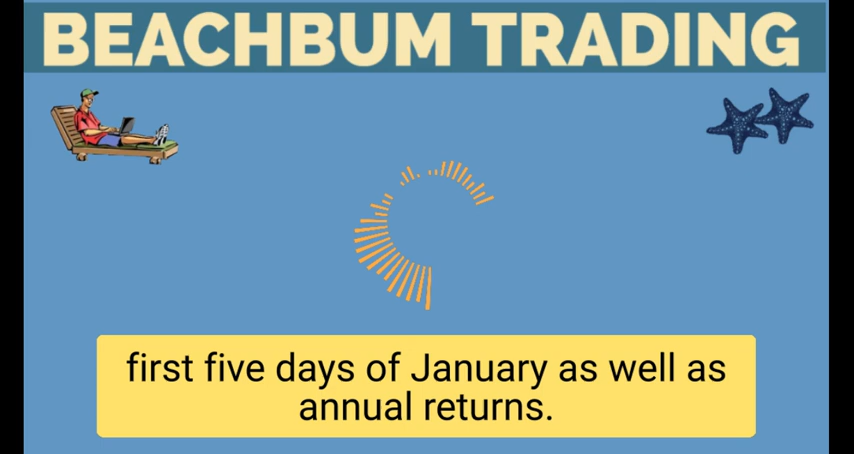 BEACHBUM TRADING
first five days of January as well as
annual returns.